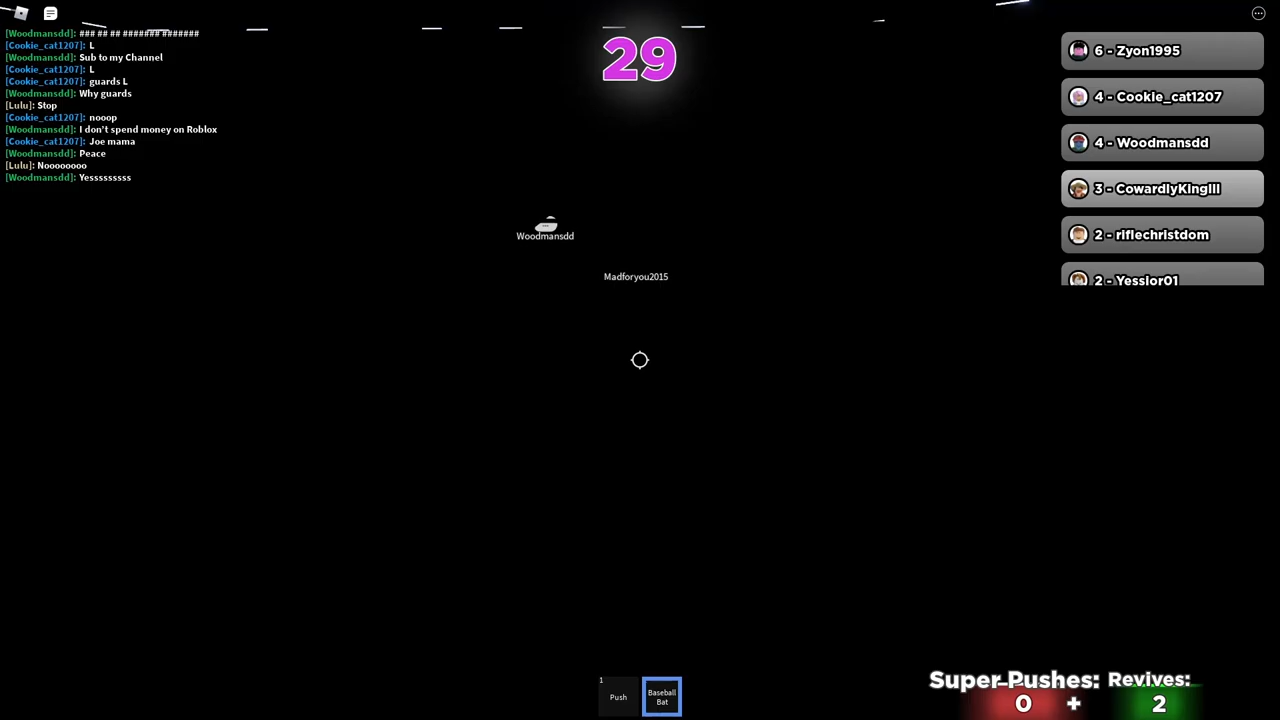 [Woodmansdd]: ### ## ## ####### #######
[Cookie_cat1207]: L
[Woodmansdd]: Sub to my Channel
[Cookie_cat1207]: L
[Cookie_cat1207]: guards L
[Woodmansdd]: Why guards
[Lulu]: Stop
[Cookie_cat1207]: nooop
[Woodmansdd]: I don't spend money on Roblox
[Cookie_cat1207]: Joe mama
[Woodmansdd]: Peace
[Lulu]: Noooooooo
[Woodmansdd]: Yesssssssss
29
6 - Zyon1995
4 - Cookie_cat1207
4 - Woodmansdd
3 - CowardlyKingIII
2 - riflechristdom
2 - Yessior01
Woodmansdd
Madforyou2015
1
Push
Baseball
Bat
Super Pushes:
0
+
Revives:
2